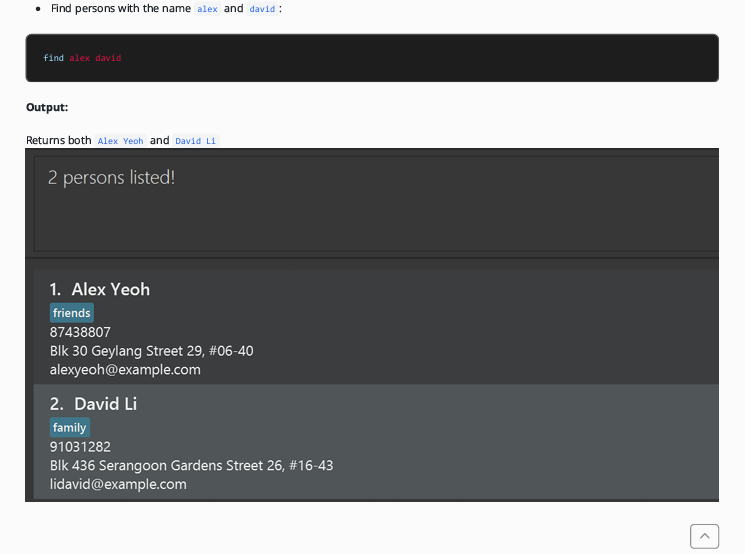 Find persons with the name alex and david :
find alex david
Output:
Returns both Alex Yeoh and David Li
2 persons listed!
1. Alex Yeoh
friends
87438807
Blk 30 Geylang Street 29, #06-40
alexyeoh@example.com
2. David Li
family
91031282
Blk 436 Serangoon Gardens Street 26, #16-43
lidavid@example.com